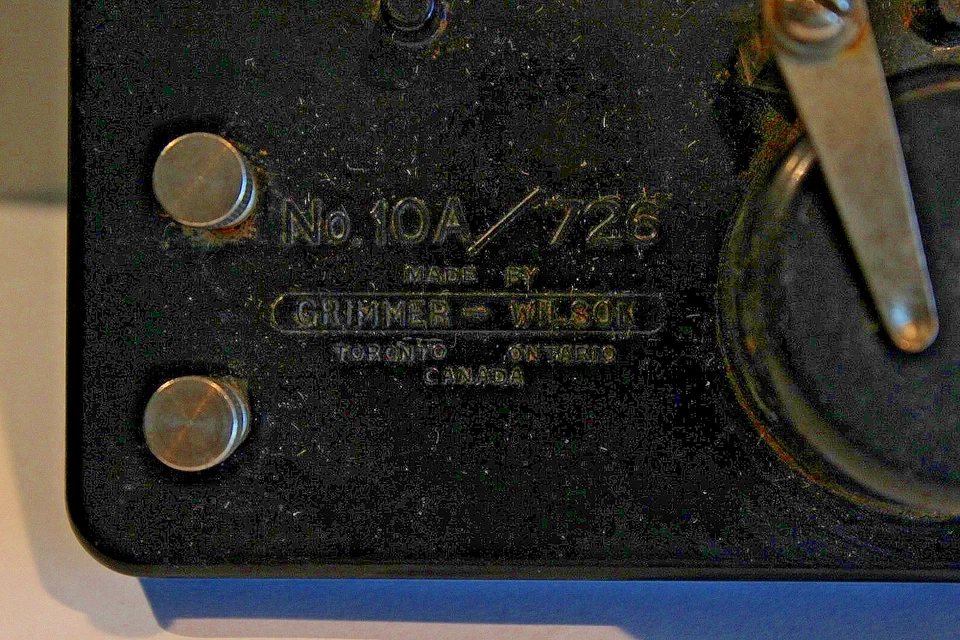 No. 10A/726
MADE BY
GRIMMER-WILSON
TORONTO ONTARIO
CANADA